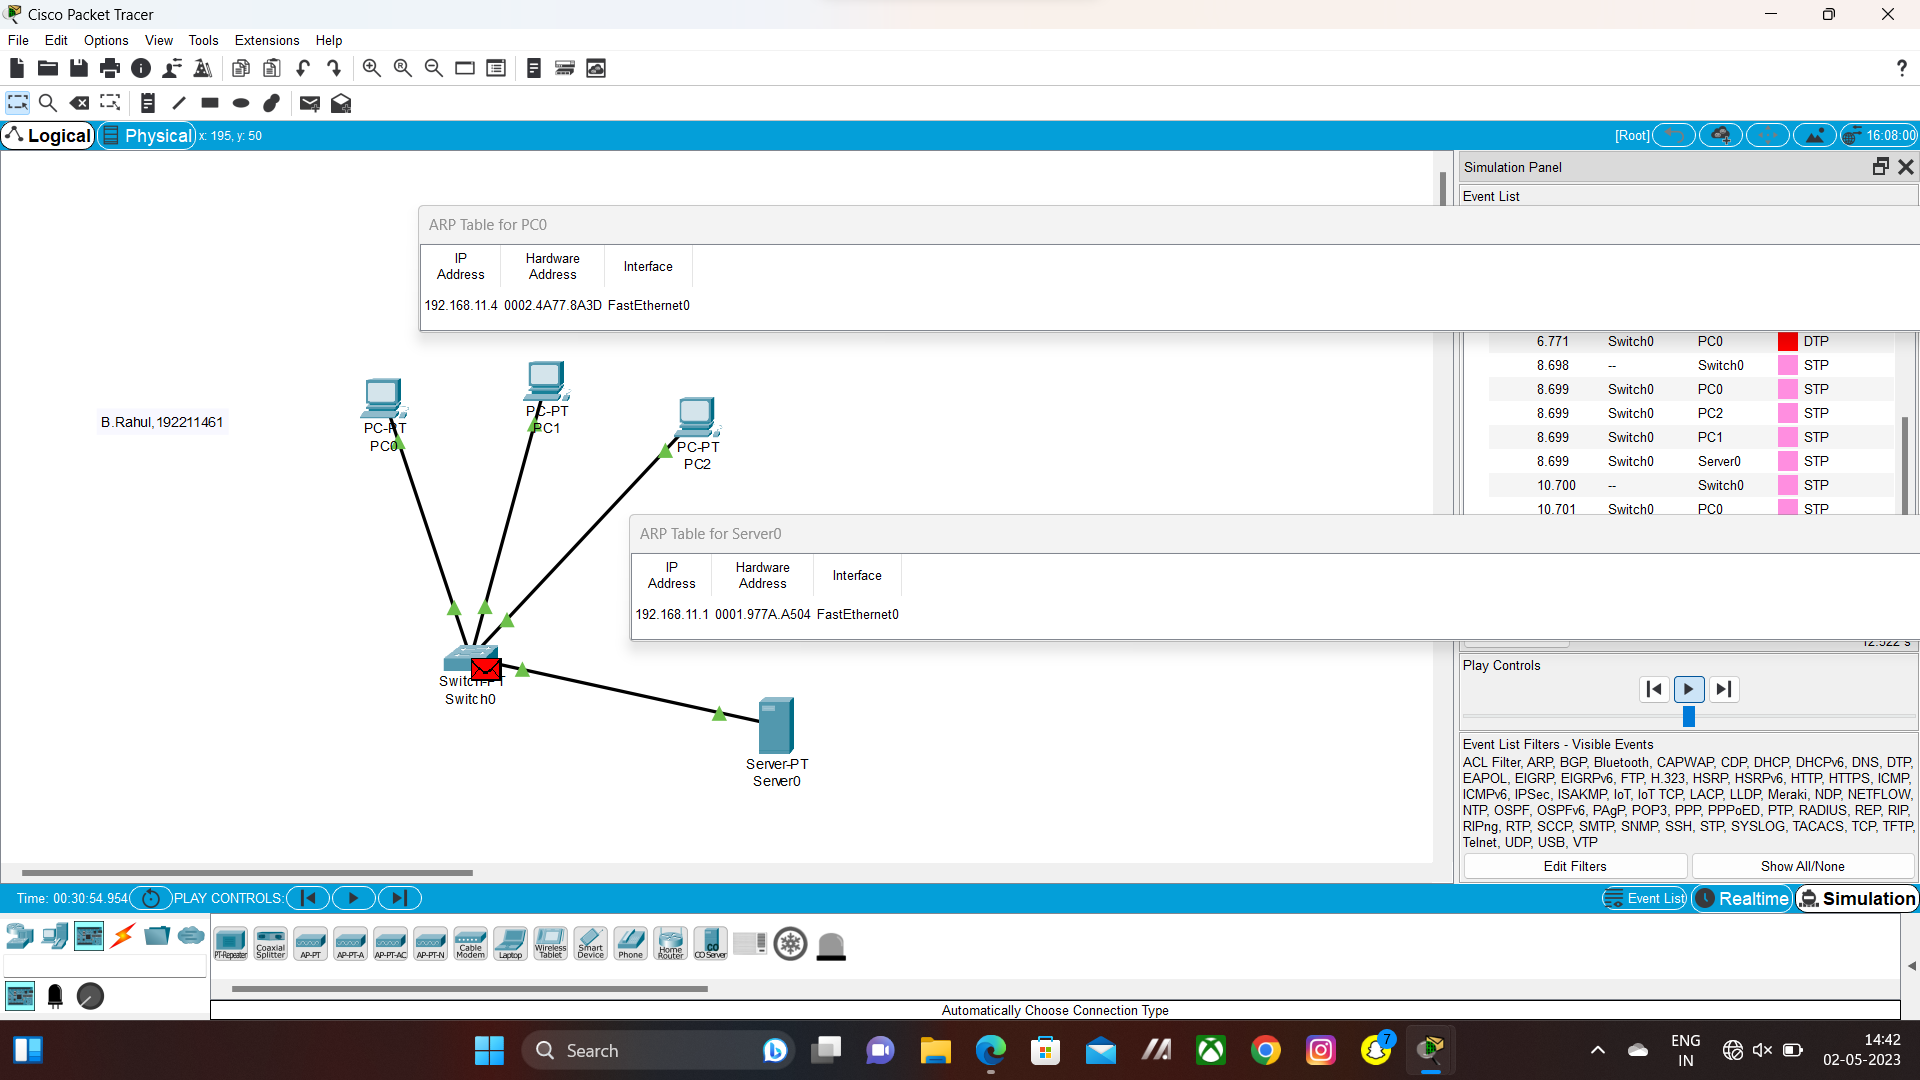 Cisco Packet Tracer
File Edit Options View Tools Extensions Help
?
Logical Physical x: 195, y: 50
[Root] 16:08:00
Simulation Panel
Event List
ARP Table for PC0
IP Address Hardware Address Interface
192.168.11.4 0002.4A77.8A3D FastEthernet0
6.771 Switch0 PC0 DTP
8.698 -- Switch0 STP
8.699 Switch0 PC0 STP
8.699 Switch0 PC2 STP
8.699 Switch0 PC1 STP
8.699 Switch0 Server0 STP
10.700 -- Switch0 STP
10.701 Switch0 PC0 STP
B.Rahul,192211461
PC-PT
PC0
PC-PT
PC1
PC-PT
PC2
ARP Table for Server0
IP Address Hardware Address Interface
192.168.11.1 0001.977A.A504 FastEthernet0
12.522 s
Switch-PT
Switch0
Server-PT
Server0
Play Controls
Event List Filters - Visible Events
ACL Filter, ARP, BGP, Bluetooth, CAPWAP, CDP, DHCP, DHCPv6, DNS, DTP,
EAPOL, EIGRP, EIGRPv6, FTP, H.323, HSRP, HSRPv6, HTTP, HTTPS, ICMP,
ICMPv6, IPSec, ISAKMP, IoT, IoT TCP, LACP, LLDP, Meraki, NDP, NETFLOW,
NTP, OSPF, OSPFv6, PAgP, POP3, PPP, PPPoED, PTP, RADIUS, REP, RIP,
RIPng, RTP, SCCP, SMTP, SNMP, SSH, STP, SYSLOG, TACACS, TCP, TFTP,
Telnet, UDP, USB, VTP
Edit Filters Show All/None
Time: 00:30:54.954 PLAY CONTROLS:
Event List Realtime Simulation
PT-Repeater Coaxial Splitter AP-PT AP-PT-A AP-PT-AC AP-PT-N Cable Modem Laptop Wireless Tablet Smart Device Phone Home Router CO Server
Automatically Choose Connection Type
Search
7
ENG
IN
14:42
02-05-2023